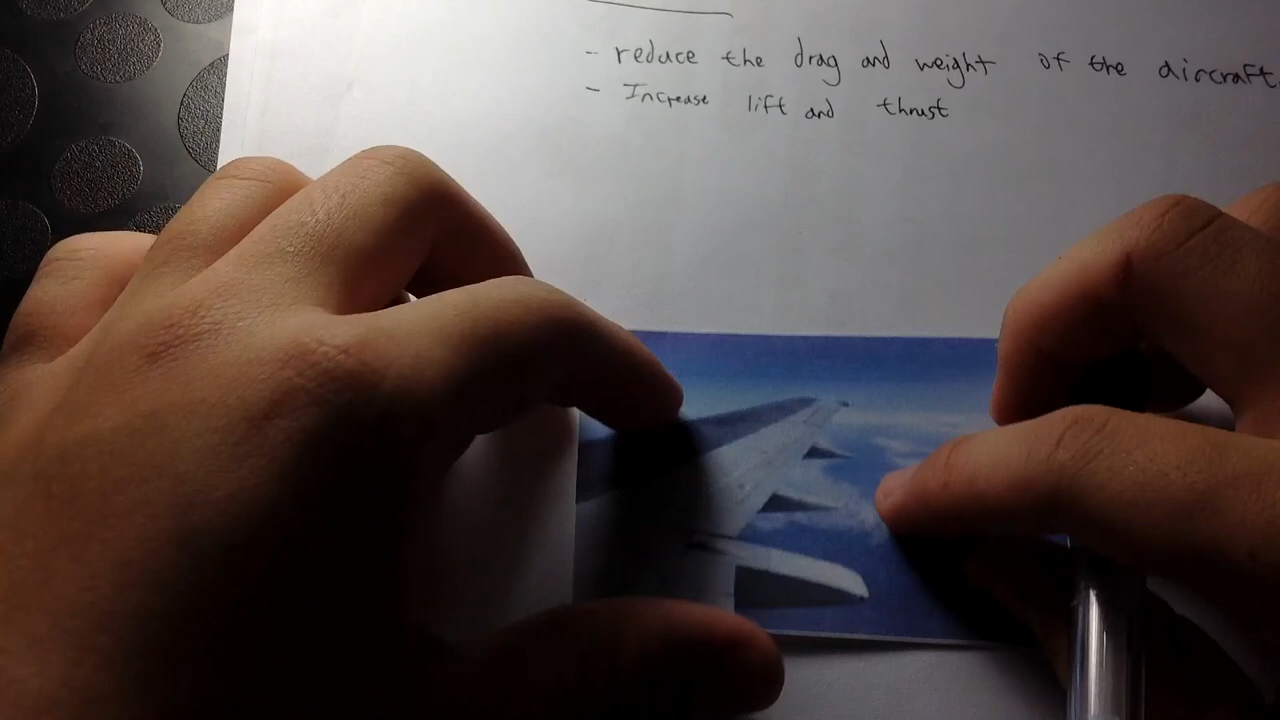 - reduce the drag and weight of the aircraft
- Increase lift and thrust